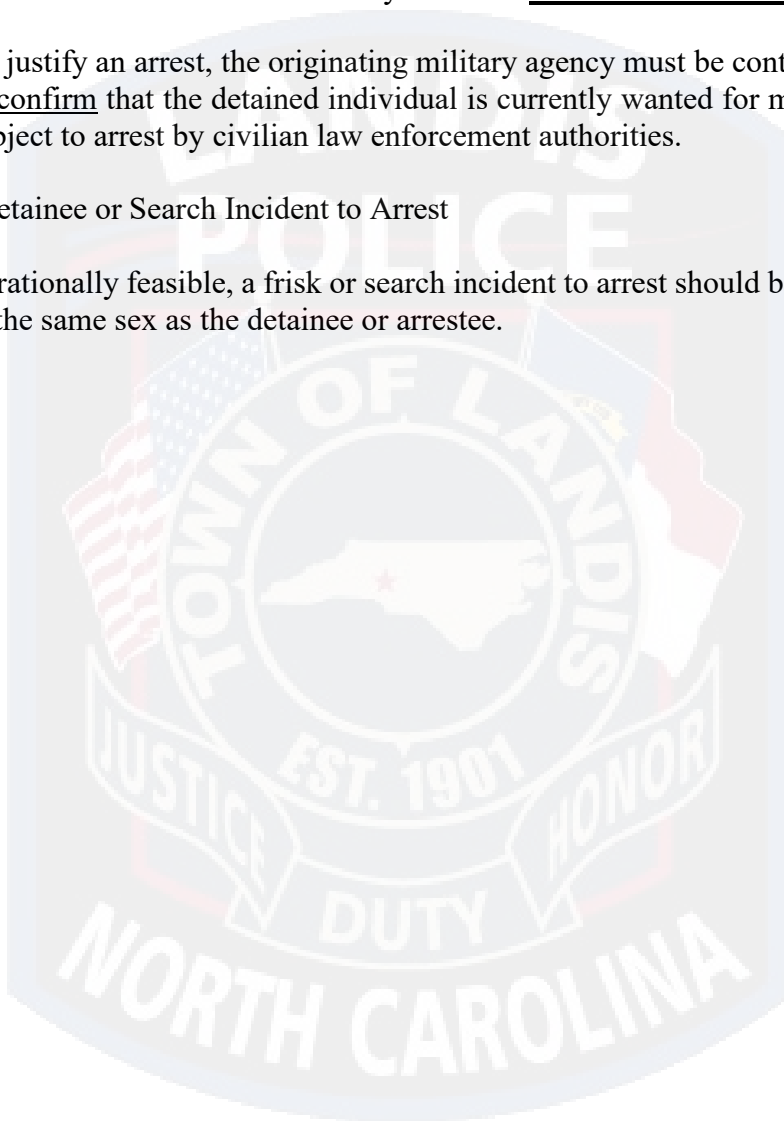 justify an arrest, the originating military agency must be cont
confirm that the detained individual is currently wanted for m
ject to arrest by civilian law enforcement authorities.
etainee or Search Incident to Arrest
rationally feasible, a frisk or search incident to arrest should b
the same sex as the detainee or arrestee.
LANDIS
POLICE
TOWN OF LANDIS
EST. 1901
JUSTICE
DUTY
HONOR
NORTH CAROLINA